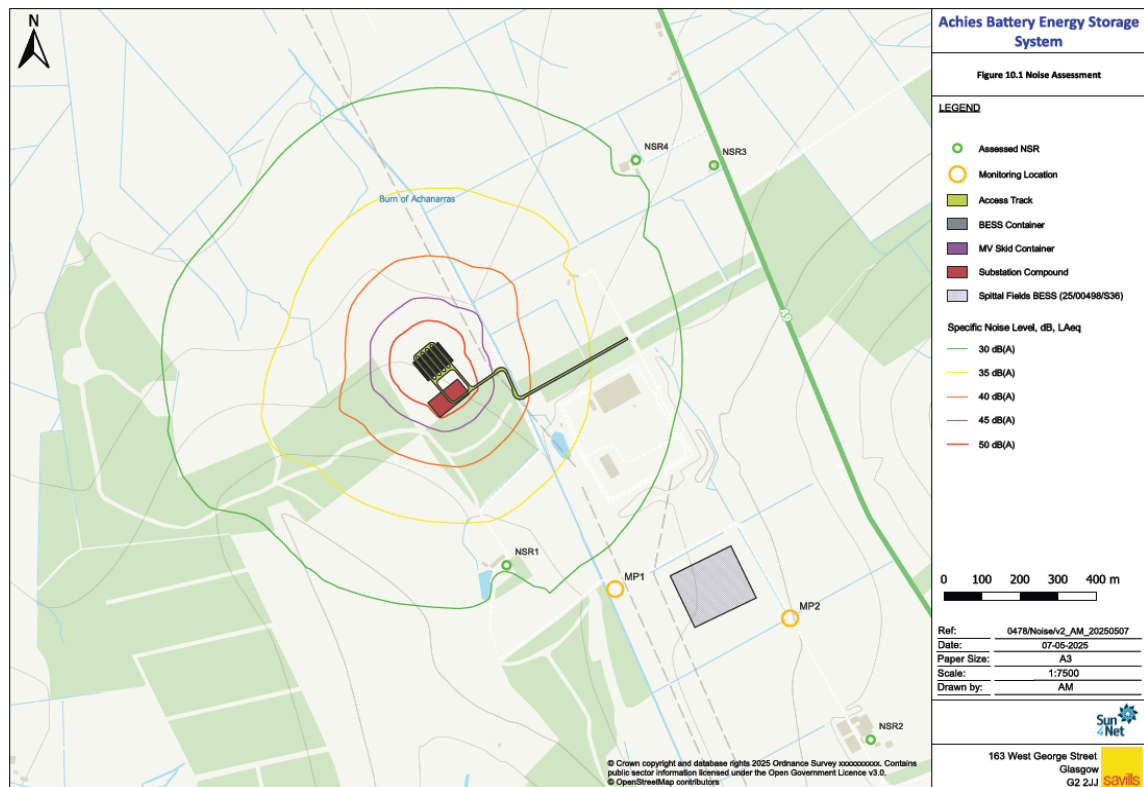 N
NSR4
NSR3
Burn of Achanarras
A9
NSR1
MP1
MP2
NSR2
© Crown copyright and database rights 2025 Ordnance Survey xxxxxxxxxx. Contains
public sector information licensed under the Open Government Licence v3.0.
© OpenStreetMap contributors
Achies Battery Energy Storage
System
Figure 10.1 Noise Assessment
LEGEND
Assessed NSR
Monitoring Location
Access Track
BESS Container
MV Skid Container
Substation Compound
Spittal Fields BESS (25/00498/S36)
Specific Noise Level, dB, LAeq
30 dB(A)
35 dB(A)
40 dB(A)
45 dB(A)
50 dB(A)
0 100 200 300 400 m
Ref: 0478/Noise/v2_AM_20250507
Date: 07-05-2025
Paper Size: A3
Scale: 1:7500
Drawn by: AM
Sun
4Net
163 West George Street
Glasgow
G2 2JJ
savills